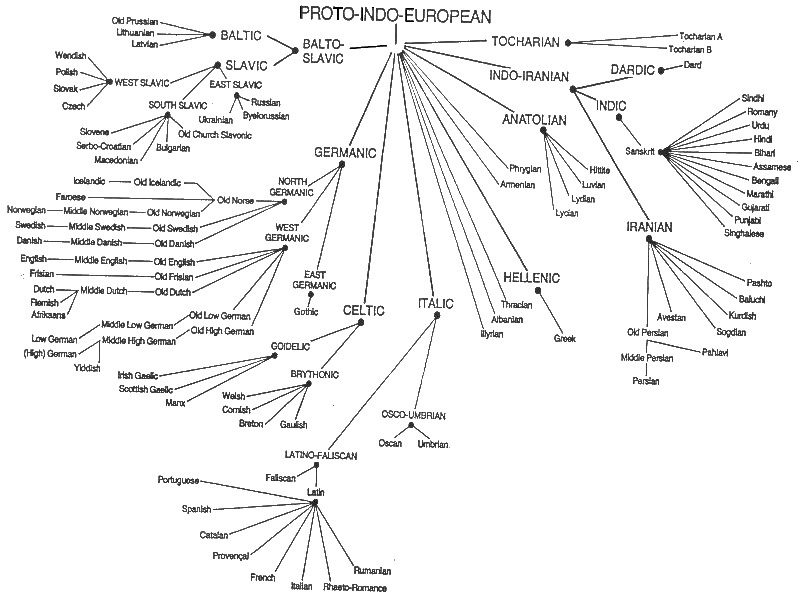 PROTO-INDO-EUROPEAN
Old Prussian
Lithuanian
Latvian
BALTIC
BALTO-
SLAVIC
SLAVIC
Wendish
Polish
Slovak
Czech
WEST SLAVIC
EAST SLAVIC
Russian
Byelorussian
Ukrainian
SOUTH SLAVIC
Old Church Slavonic
Bulgarian
Slovene
Serbo-Croatian
Macedonian
TOCHARIAN
Tocharian A
Tocharian B
INDO-IRANIAN
DARDIC
Dard
INDIC
Sanskrit
Sindhi
Romany
Urdu
Hindi
Bihari
Assamese
Bengali
Marathi
Gujarati
Punjabi
Singhalese
IRANIAN
Pashto
Baluchi
Kurdish
Sogdian
Avestan
Old Persian
Middle Persian
Pahlavi
Persian
ANATOLIAN
Hittite
Luvian
Lydian
Lycian
Phrygian
Armenian
HELLENIC
Greek
Thracian
Albanian
Illyrian
GERMANIC
NORTH
GERMANIC
Icelandic
Old Icelandic
Faroese
Old Norse
Norwegian
Middle Norwegian
Old Norwegian
Swedish
Middle Swedish
Old Swedish
Danish
Middle Danish
Old Danish
WEST
GERMANIC
English
Middle English
Old English
Frisian
Old Frisian
Dutch
Flemish
Afrikaans
Middle Dutch
Old Dutch
Low German
Middle Low German
Old Low German
(High) German
Middle High German
Old High German
Yiddish
EAST
GERMANIC
Gothic
CELTIC
GOIDELIC
Irish Gaelic
Scottish Gaelic
Manx
BRYTHONIC
Welsh
Cornish
Breton
Gaulish
ITALIC
OSCO-UMBRIAN
Oscan
Umbrian
LATINO-FALISCAN
Faliscan
Latin
Portuguese
Spanish
Catalan
Provençal
French
Italian
Rhaeto-Romance
Rumanian